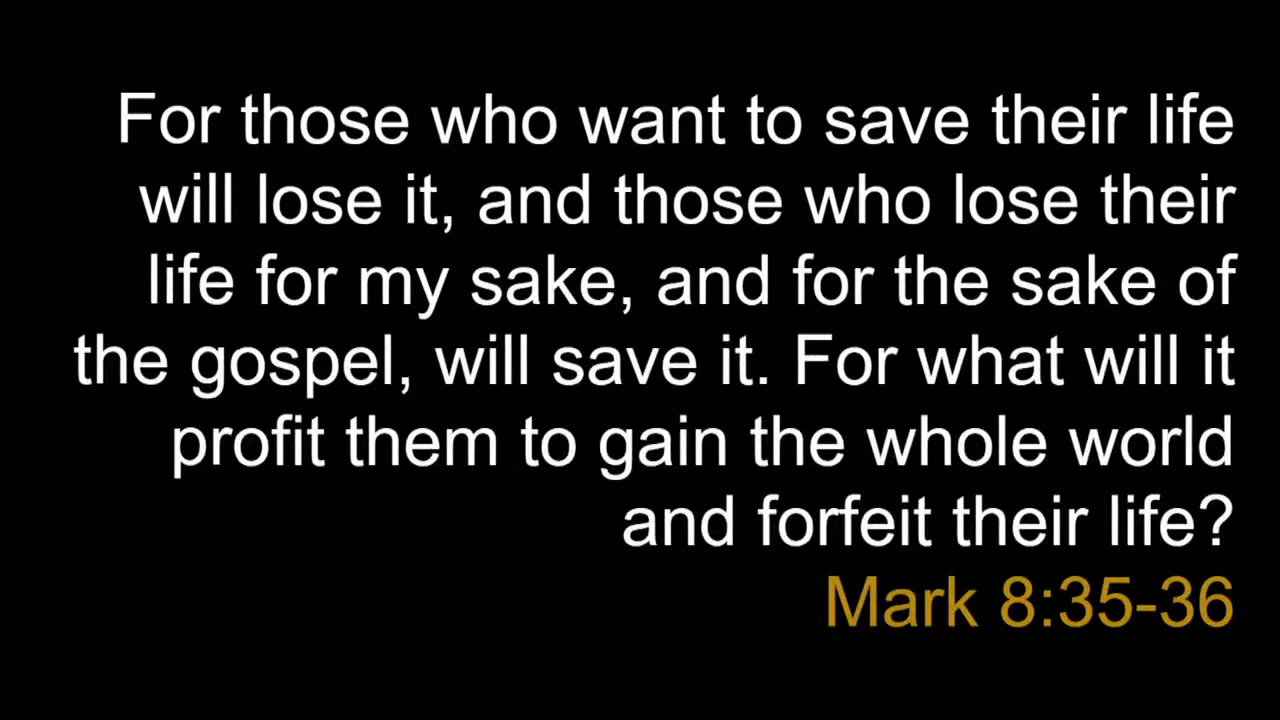 For those who want to save their life
will lose it, and those who lose their
life for my sake, and for the sake of
the gospel, will save it. For what will it
profit them to gain the whole world
and forfeit their life?
Mark 8:35-36